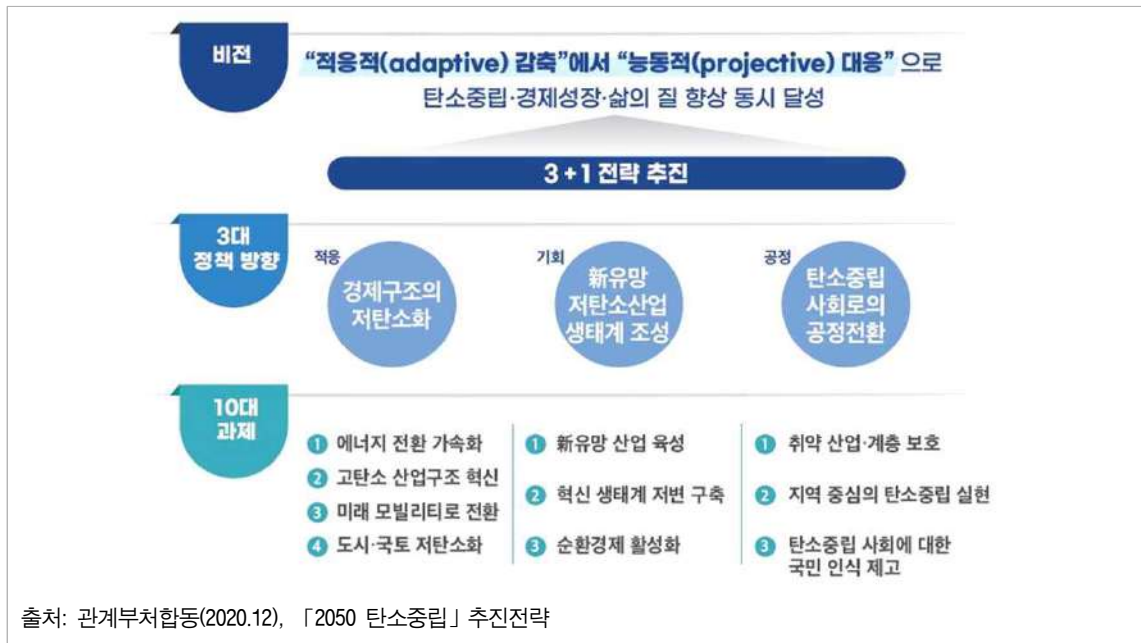 비전
“적응적(adaptive) 감축”에서 “능동적(projective) 대응” 으로
탄소중립·경제성장·삶의 질 향상 동시 달성
3+1 전략 추진
3대
정책 방향
적응
경제구조의
저탄소화
기회
新유망
저탄소산업
생태계 조성
공정
탄소중립
사회로의
공정전환
10대
과제
1 에너지 전환 가속화
2 고탄소 산업구조 혁신
3 미래 모빌리티로 전환
4 도시·국토 저탄소화
1 新유망 산업 육성
2 혁신 생태계 저변 구축
3 순환경제 활성화
1 취약 산업·계층 보호
2 지역 중심의 탄소중립 실현
3 탄소중립 사회에 대한
국민 인식 제고
출처: 관계부처합동(2020.12), 「2050 탄소중립」 추진전략